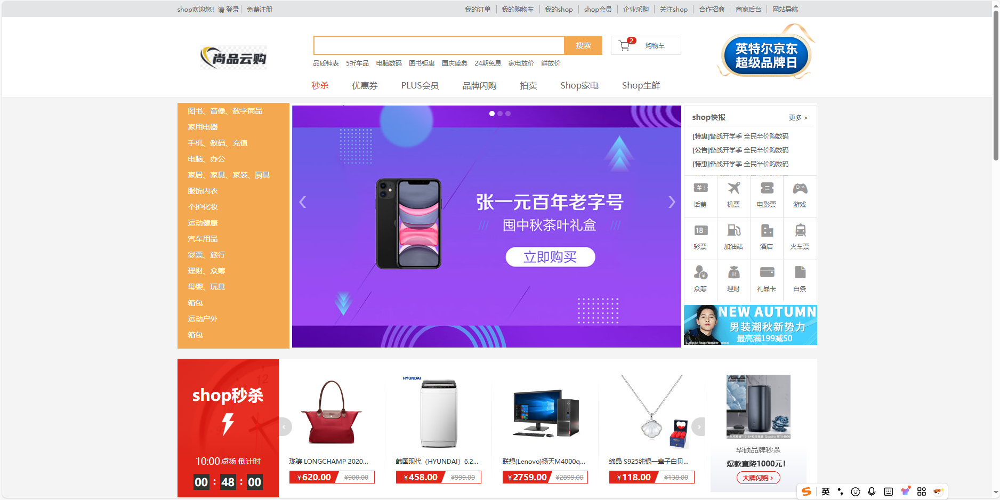 shop欢迎您! 请 登录 免费注册
我的订单 我的购物车 我的shop shop会员 企业采购 关注shop 合作招商 商家后台 网站导航
尚品云购
搜索
2 购物车
英特尔京东
超级品牌日
品质钟表 5折车品 电脑数码 图书钜惠 国庆盛典 24期免息 家电放价 鲜放价
秒杀 优惠券 PLUS会员 品牌闪购 拍卖 Shop家电 Shop生鲜
图书、音像、数字商品
家用电器
手机、数码、充值
电脑、办公
家居、家具、家装、厨具
服饰内衣
个护化妆
运动健康
汽车用品
彩票、旅行
理财、众筹
母婴、玩具
箱包
运动户外
箱包
张一元百年老字号
/// 囤中秋茶叶礼盒 ///
立即购买
shop快报 更多 >
[特惠]备战开学季 全民半价购数码
[公告]备战开学季 全民半价购数码
[特惠]备战开学季 全民半价购数码
话费 机票 电影票 游戏
18
彩票 加油站 酒店 火车票
众筹 理财 礼品卡 白条
NEW AUTUMN
男装潮秋新势力
最高满199减50
shop秒杀
10:00点场 倒计时
00 : 48 : 00
珑骧 LONGCHAMP 2020...
¥620.00 ¥900.00
HYUNDAI
韩国现代（HYUNDAI）6.2...
¥458.00 ¥999.00
联想(Lenovo)扬天M4000q...
¥2759.00 ¥2899.00
缔晶 S925纯银一辈子白贝...
¥118.00 ¥138.00
ASUS
华硕品牌秒杀
爆款直降1000元！
大牌闪购 >
英